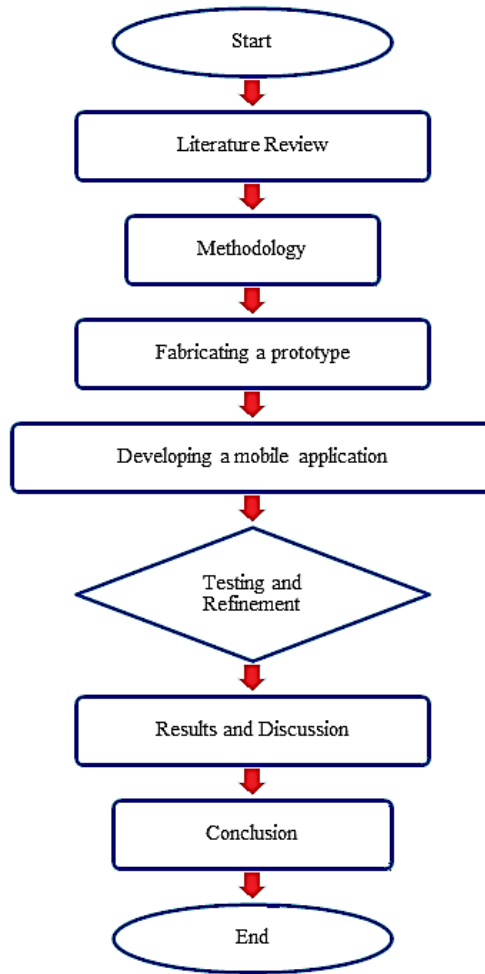 Start
Literature Review
Methodology
Fabricating a prototype
Developing a mobile application
Testing and
Refinement
Results and Discussion
Conclusion
End